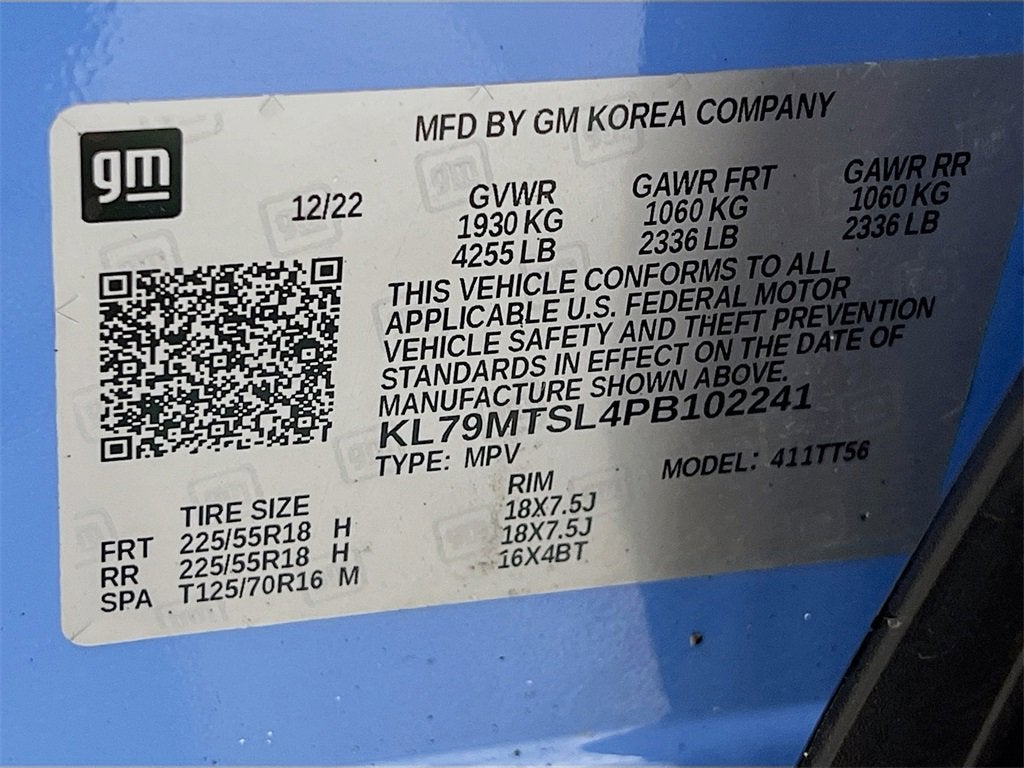 gm
MFD BY GM KOREA COMPANY
12/22
GVWR
1930 KG
4255 LB
GAWR FRT
1060 KG
2336 LB
GAWR RR
1060 KG
2336 LB
THIS VEHICLE CONFORMS TO ALL
APPLICABLE U.S. FEDERAL MOTOR
VEHICLE SAFETY AND THEFT PREVENTION
STANDARDS IN EFFECT ON THE DATE OF
MANUFACTURE SHOWN ABOVE.
KL79MTSL4PB102241
TYPE: MPV MODEL: 411TT56
TIRE SIZE RIM
FRT 225/55R18 H 18X7.5J
RR 225/55R18 H 18X7.5J
SPA T125/70R16 M 16X4BT